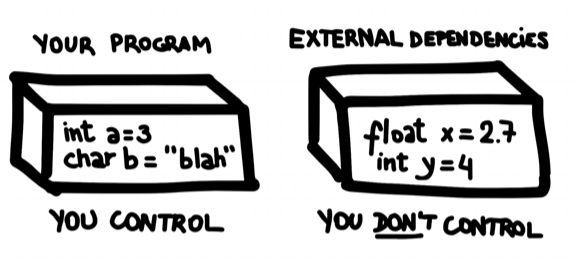 YOUR PROGRAM
int a=3
char b = "blah"
YOU CONTROL
EXTERNAL DEPENDENCiES
float x = 2.7
int y=4
YOU DON'T CONTROL